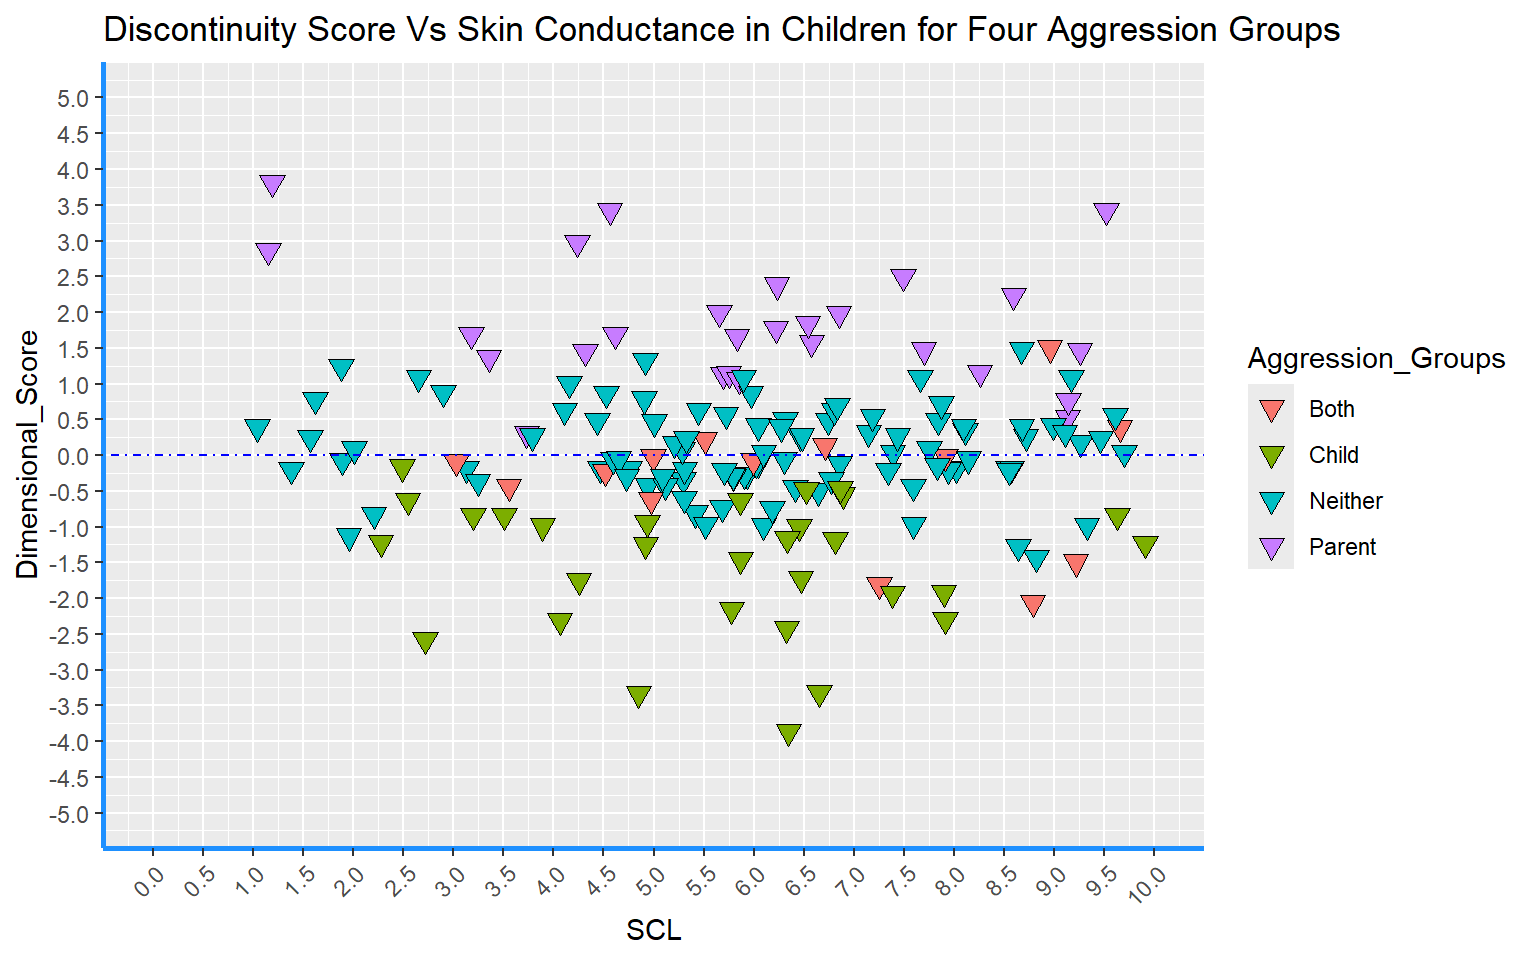 Discontinuity Score Vs Skin Conductance in Children for Four Aggression Groups
Dimensional_Score
5.0
4.5
4.0
3.5
3.0
2.5
2.0
1.5
1.0
0.5
0.0
-0.5
-1.0
-1.5
-2.0
-2.5
-3.0
-3.5
-4.0
-4.5
-5.0
0.0 0.5 1.0 1.5 2.0 2.5 3.0 3.5 4.0 4.5 5.0 5.5 6.0 6.5 7.0 7.5 8.0 8.5 9.0 9.5 10.0
SCL
Aggression_Groups
Both
Child
Neither
Parent